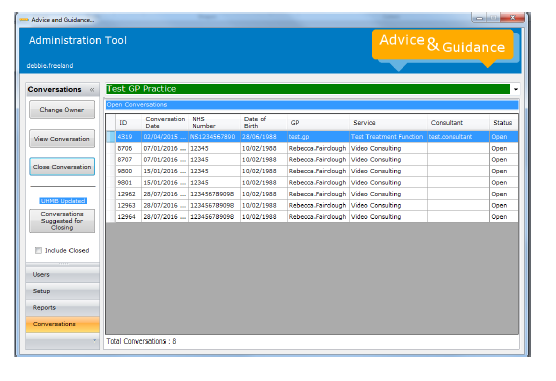 Advice and Guidance...
Administration Tool
Advice & Guidance
debbie.freeland
Conversations «
Test GP Practice
Change Owner
View Conversation
Close Conversation
UHMB Updated
Conversations
Suggested for
Closing
Include Closed
Users
Setup
Reports
Conversations
Open Conversations
ID Conversation Date NHS Number Date of Birth GP Service Consultant Status
4319 02/04/2015 ... NS1234567890 23/06/1988 test.gp Test Treatment Function test.consultant Open
8706 07/01/2016 ... 12345 10/02/1988 Rebecca.Fairclough Video Consulting Open
8707 07/01/2016 ... 12345 10/02/1988 Rebecca.Fairclough Video Consulting Open
9800 15/01/2016 ... 12345 10/02/1988 Rebecca.Fairclough Video Consulting Open
9801 15/01/2016 ... 12345 10/02/1988 Rebecca.Fairclough Video Consulting Open
12962 28/07/2016 ... 123456789098 10/02/1988 Rebecca.Fairclough Video Consulting Open
12963 28/07/2016 ... 123456789098 10/02/1988 Rebecca.Fairclough Video Consulting Open
12964 28/07/2016 ... 123456789098 10/02/1988 Rebecca.Fairclough Video Consulting Open
Total Conversations : 8